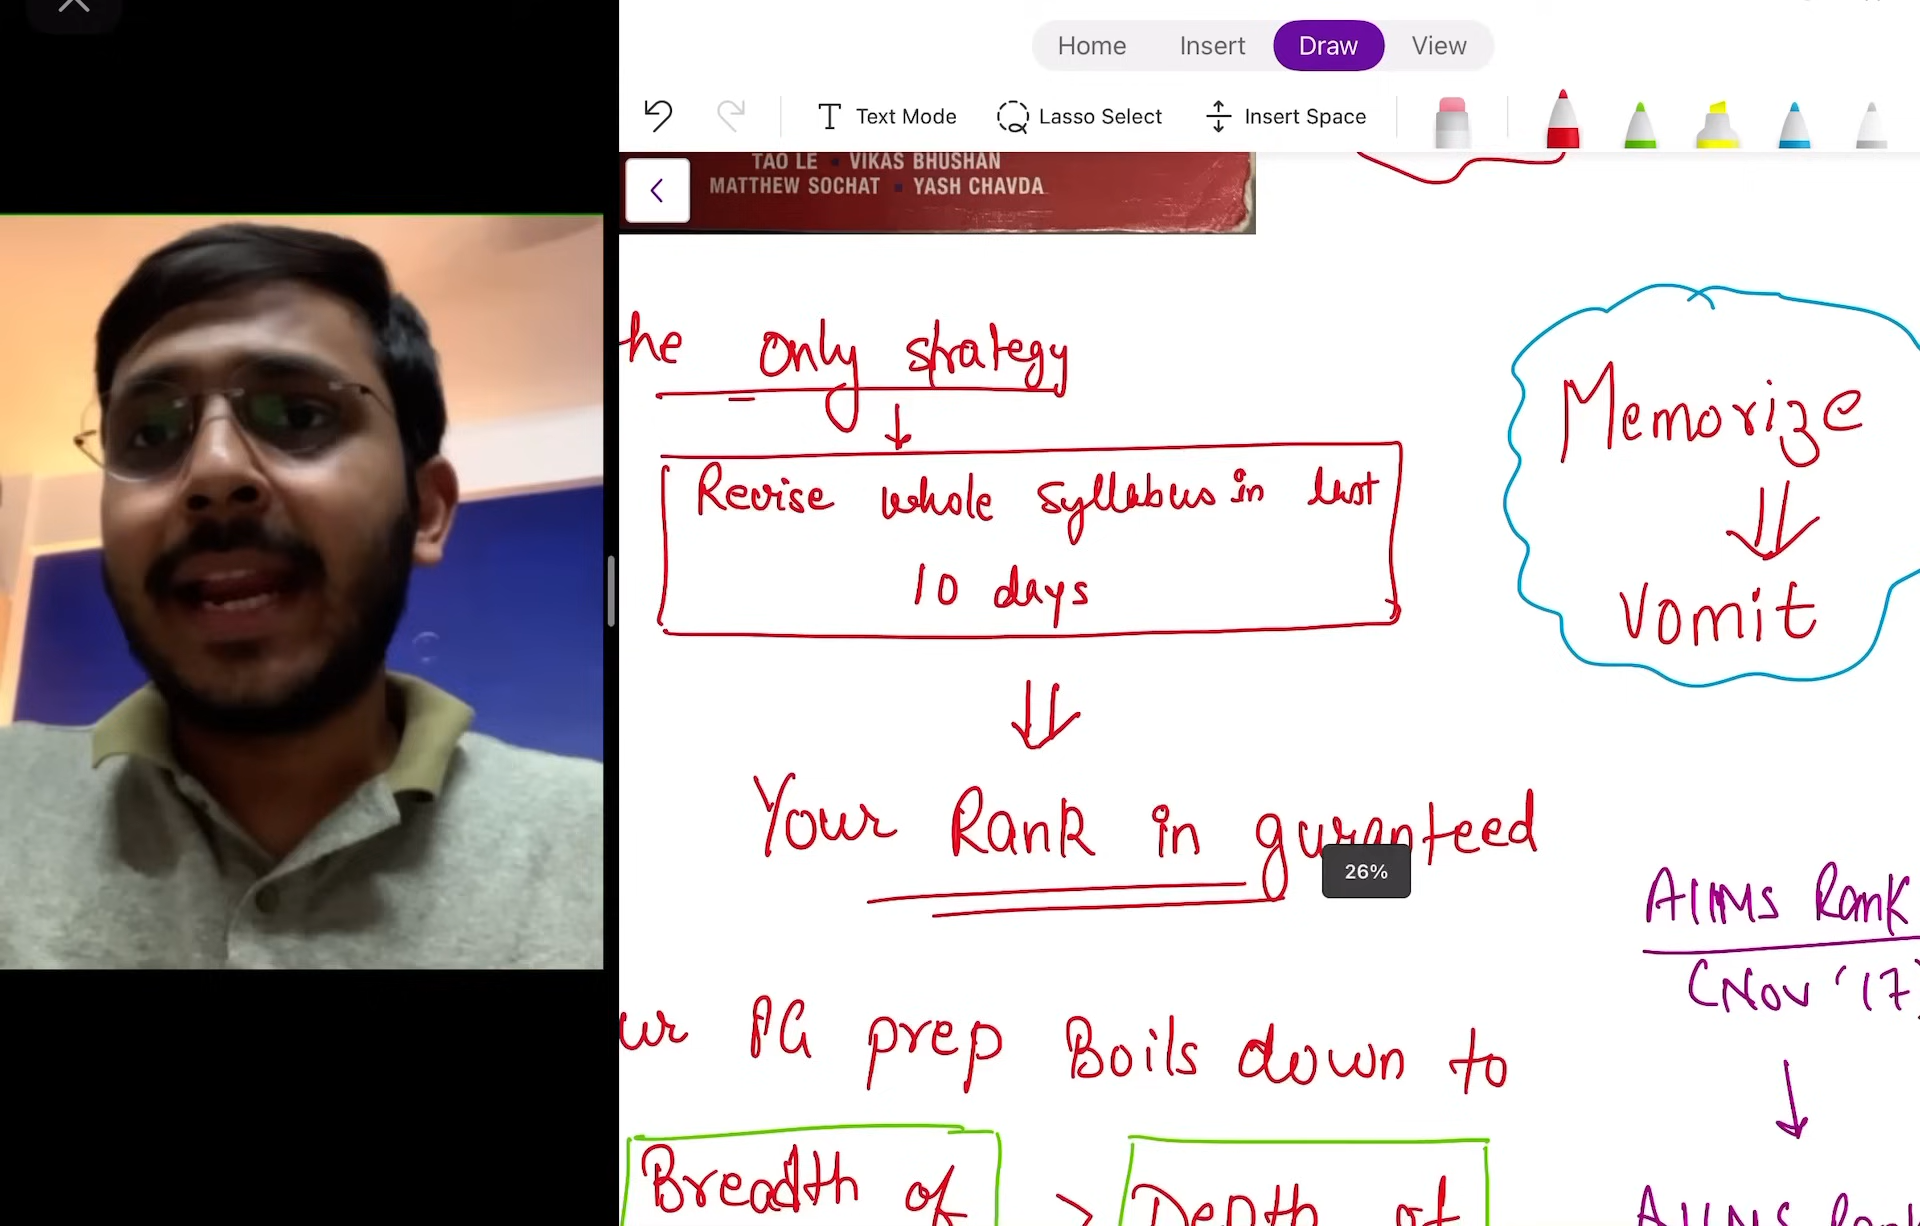 Home Insert Draw View
Text Mode Lasso Select Insert Space
TAO LE VIKAS BHUSHAN
MATTHEW SOCHAT YASH CHAVDA
he only strategy
Revise whole syllabus in last
10 days
Your Rank in guranteed
26%
ur PG prep Boils down to
Breadth of > Depth of
Memorize
Vomit
AIIMS Rank
(Nov '17)
AIIMS Rank